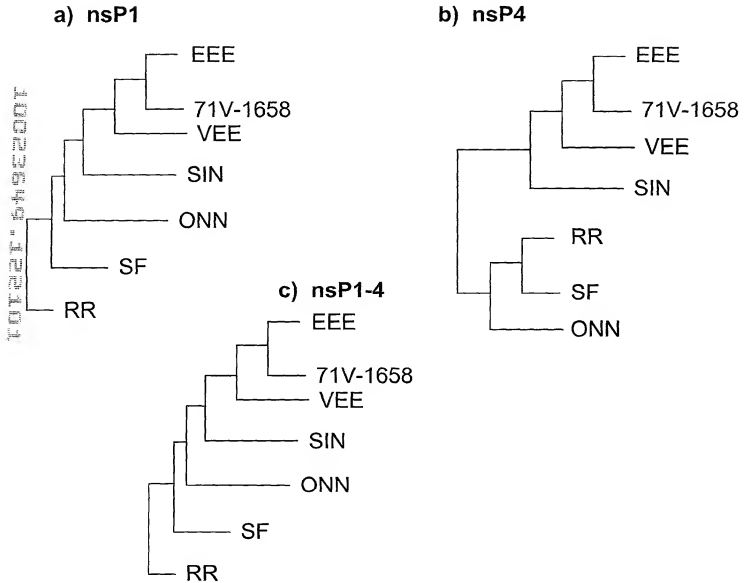 a) nsP1
EEE
71V-1658
VEE
SIN
ONN
SF
RR
b) nsP4
EEE
71V-1658
VEE
SIN
RR
SF
ONN
c) nsP1-4
EEE
71V-1658
VEE
SIN
ONN
SF
RR